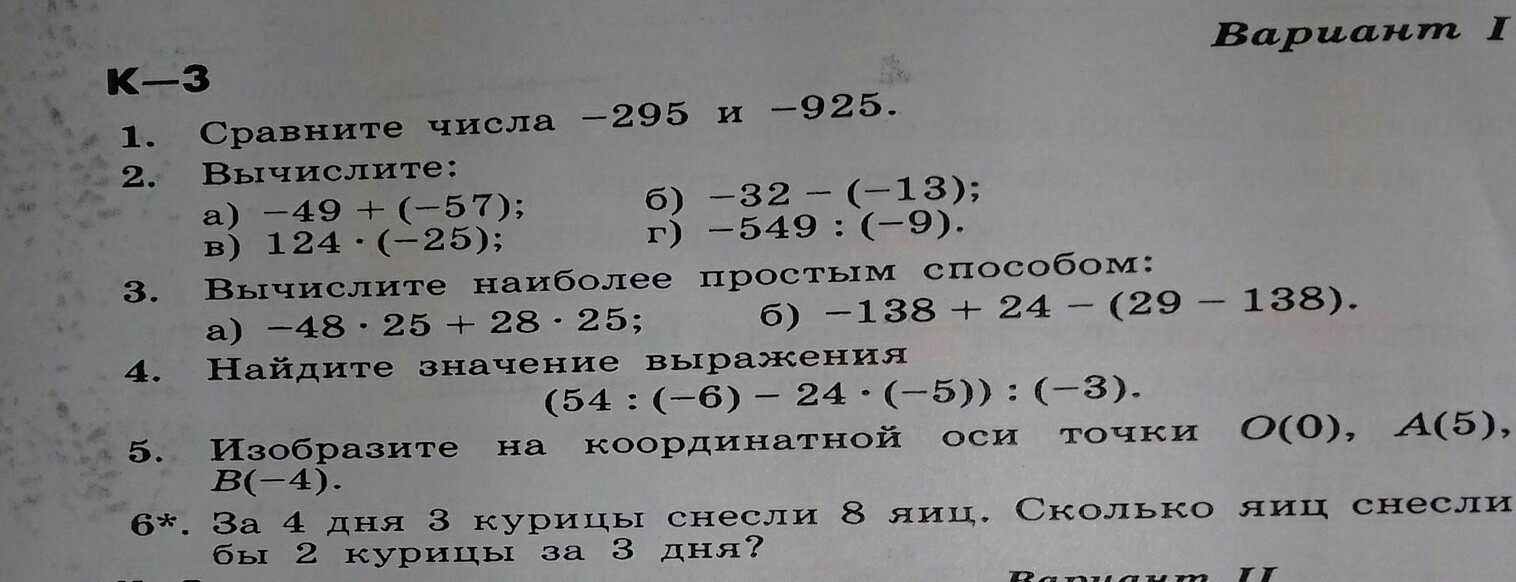 Вариант I
К—3
1. Сравните числа −295 и −925.
2. Вычислите:
а) −49 + (−57); б) −32 − (−13);
в) 124 · (−25); г) −549 : (−9).
3. Вычислите наиболее простым способом:
а) −48 · 25 + 28 · 25; б) −138 + 24 − (29 − 138).
4. Найдите значение выражения
(54 : (−6) − 24 · (−5)) : (−3).
5. Изобразите на координатной оси точки O(0), A(5),
B(−4).
6*. За 4 дня 3 курицы снесли 8 яиц. Сколько яиц снесли
бы 2 курицы за 3 дня?
Вариант II